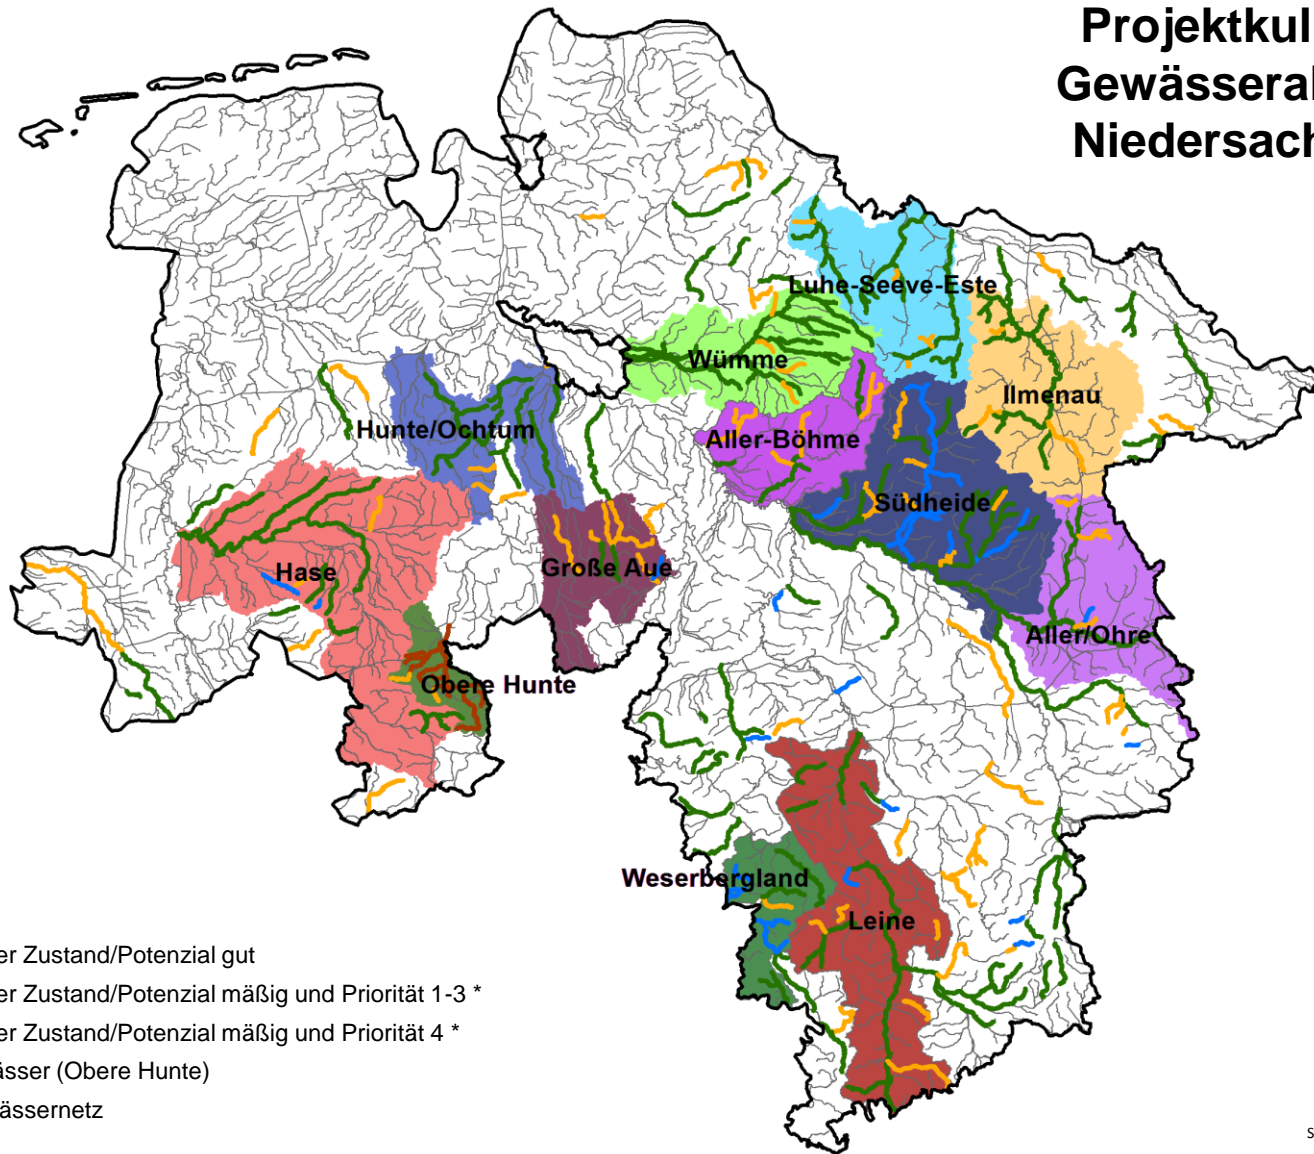 Projektkul
Gewässeral
Niedersach
Luhe-Seeve-Este
Wümme
Ilmenau
Hunte/Ochtum
Aller-Böhme
Südheide
Hase
Große Aue
Aller/Ohre
Obere Hunte
Weserbergland
Leine
er Zustand/Potenzial gut
er Zustand/Potenzial mäßig und Priorität 1-3 *
er Zustand/Potenzial mäßig und Priorität 4 *
ässer (Obere Hunte)
ässernetz
S